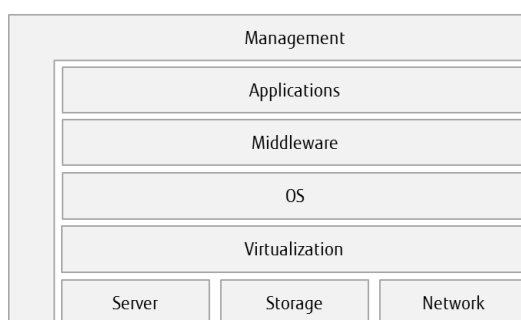 Management
Applications
Middleware
OS
Virtualization
Server Storage Network